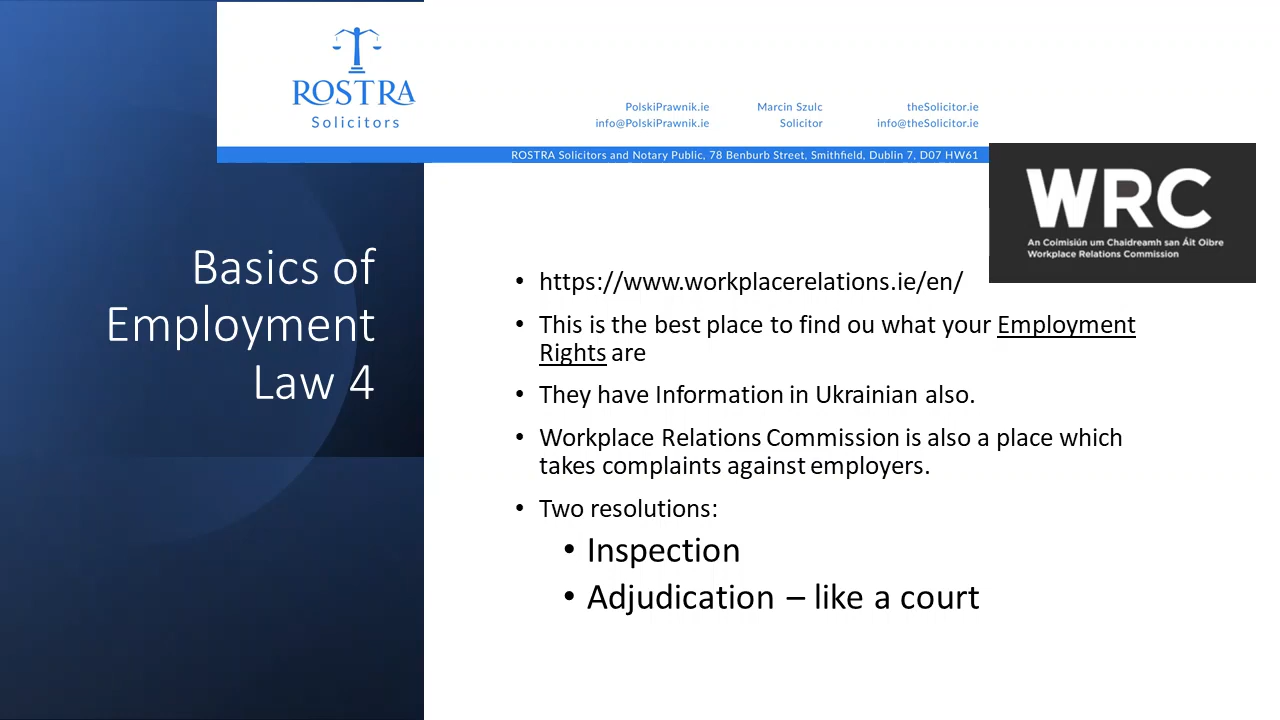 ROSTRA
Solicitors
PolskiPrawnik.ie
info@PolskiPrawnik.ie
Marcin Szulc
Solicitor
theSolicitor.ie
info@theSolicitor.ie
ROSTRA Solicitors and Notary Public, 78 Benburb Street, Smithfield, Dublin 7, D07 HW61
WRC
An Coimisiún um Chaidreamh san Áit Oibre
Workplace Relations Commission
Basics of
Employment
Law 4
• https://www.workplacerelations.ie/en/
• This is the best place to find ou what your Employment
Rights are
• They have Information in Ukrainian also.
• Workplace Relations Commission is also a place which
takes complaints against employers.
• Two resolutions:
• Inspection
• Adjudication – like a court